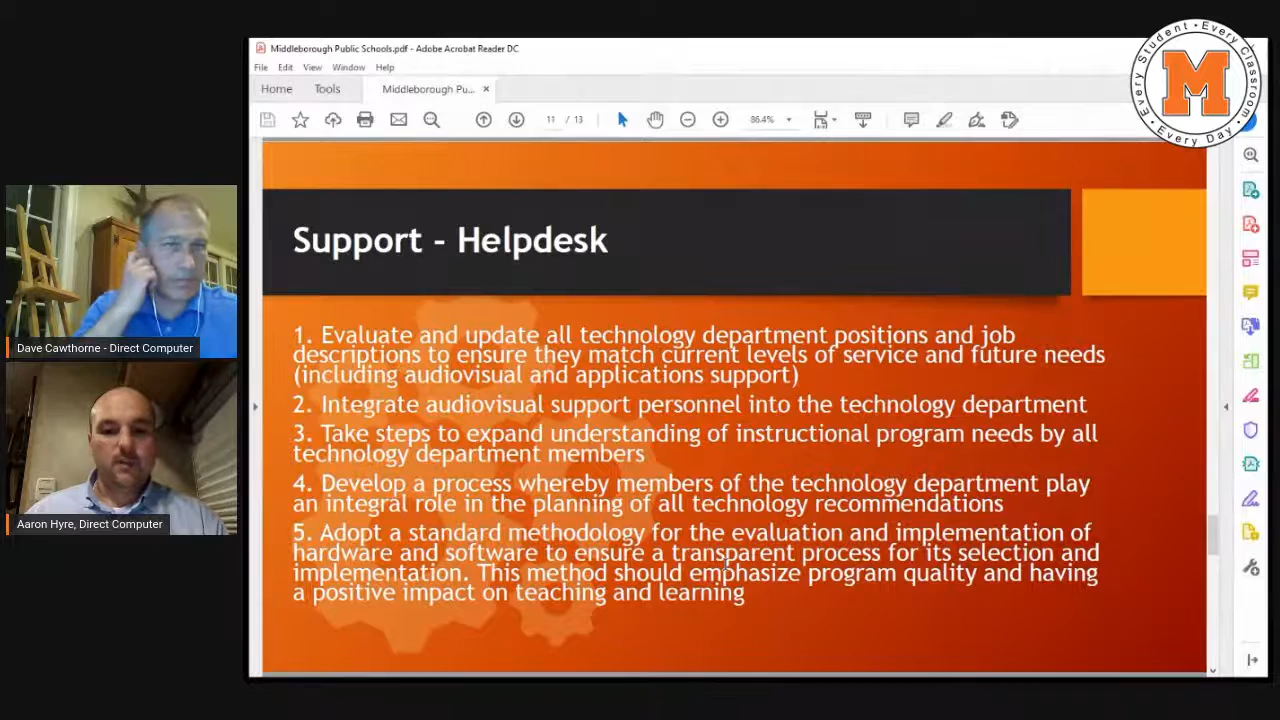 Middleborough Public Schools.pdf - Adobe Acrobat Reader DC
File Edit View Window Help
Home Tools Middleborough Pu... ×
11 / 13 86.4%
Every Student • Every Classroom • Every Day •
M
Support - Helpdesk
1. Evaluate and update all technology department positions and job
descriptions to ensure they match current levels of service and future needs
(including audiovisual and applications support)
2. Integrate audiovisual support personnel into the technology department
3. Take steps to expand understanding of instructional program needs by all
technology department members
4. Develop a process whereby members of the technology department play
an integral role in the planning of all technology recommendations
5. Adopt a standard methodology for the evaluation and implementation of
hardware and software to ensure a transparent process for its selection and
implementation. This method should emphasize program quality and having
a positive impact on teaching and learning
Dave Cawthorne - Direct Computer
Aaron Hyre, Direct Computer